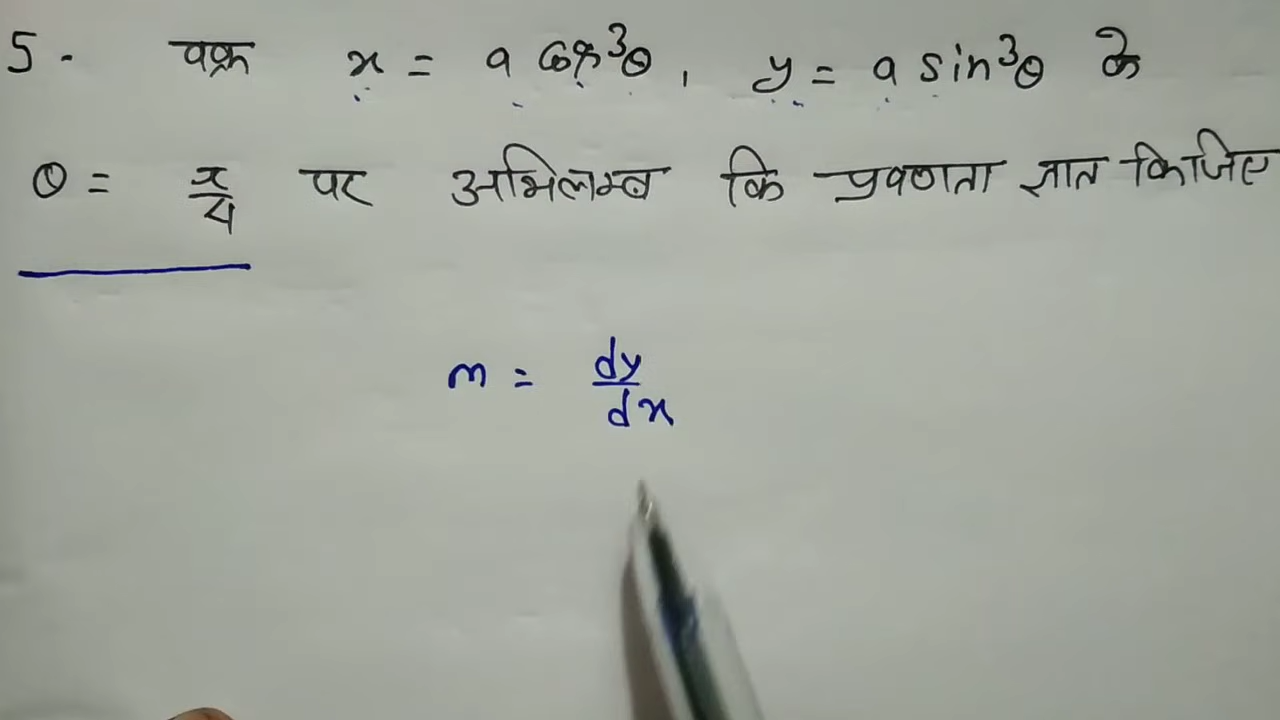 5. वक्र x = a cos³θ, y = a sin³θ के
θ = π/4 पर अभिलम्ब कि प्रवणता ज्ञात किजिए
m = dy/dx